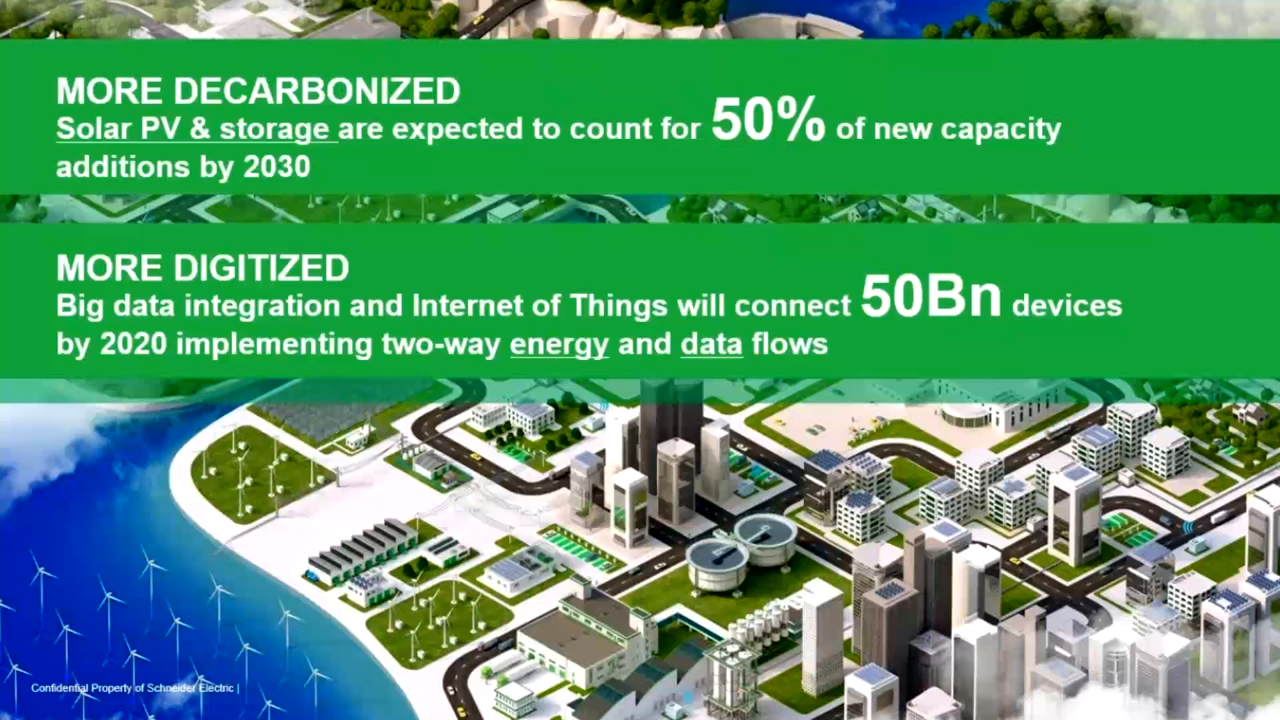 MORE DECARBONIZED
Solar PV & storage are expected to count for 50% of new capacity
additions by 2030
MORE DIGITIZED
Big data integration and Internet of Things will connect 50Bn devices
by 2020 implementing two-way energy and data flows
Confidential Property of Schneider Electric |